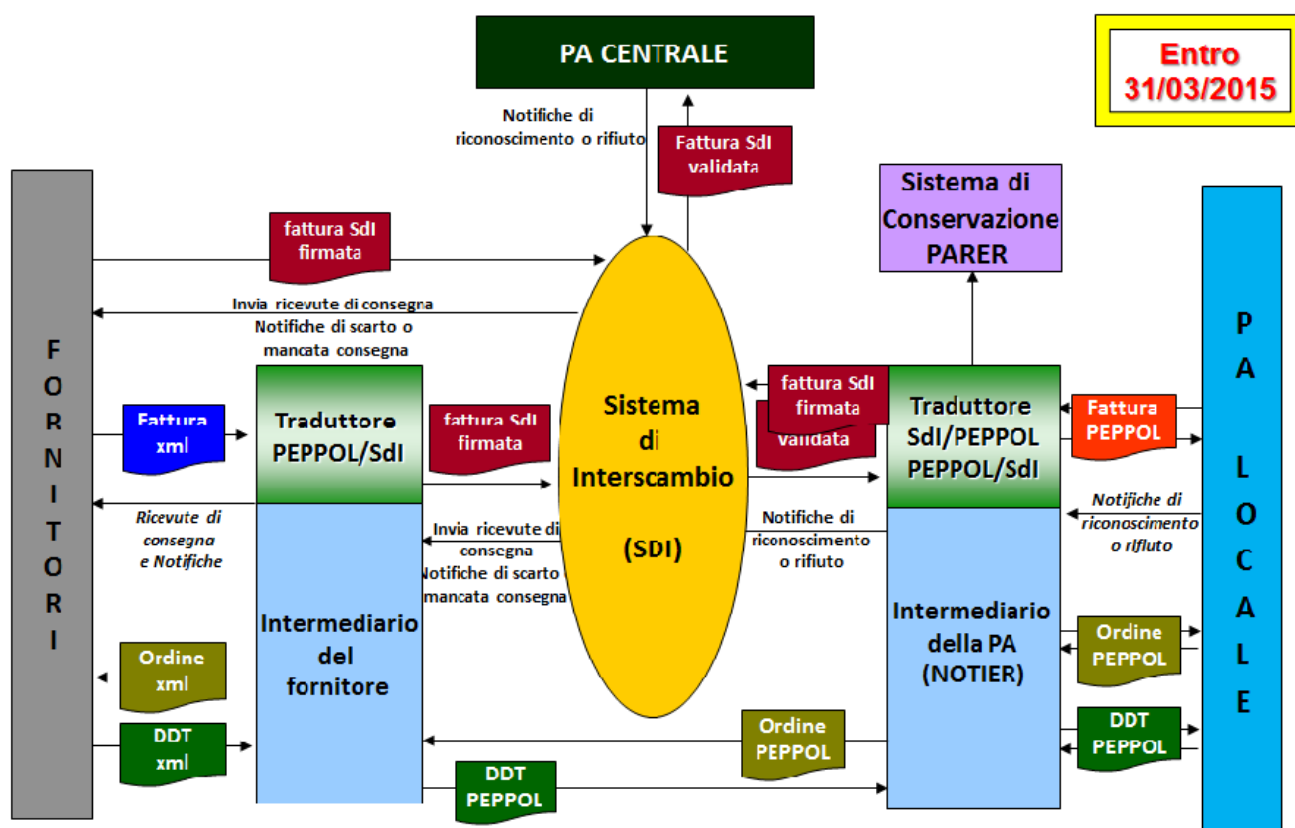 PA CENTRALE
Entro
31/03/2015
Notifiche di
riconoscimento o rifiuto
Fattura SdI
validata
Sistema di
Conservazione
PARER
fattura SdI
firmata
Invia ricevute di consegna
Notifiche di scarto o
mancata consegna
FORNITORI
Fattura
xml
Traduttore
PEPPOL/SdI
fattura SdI
firmata
Sistema
di
Interscambio
(SDI)
fattura SdI
firmata
validata
Traduttore
SdI/PEPPOL
PEPPOL/SdI
Fattura
PEPPOL
PA LOCALE
Ricevute di
consegna
e Notifiche
Invia ricevute di
consegna
Notifiche di scarto o
mancata consegna
Notifiche di
riconoscimento
o rifiuto
Notifiche di
riconoscimento
o rifiuto
Intermediario
del
fornitore
Intermediario
della PA
(NOTIER)
Ordine
xml
DDT
xml
Ordine
PEPPOL
DDT
PEPPOL
Ordine
PEPPOL
DDT
PEPPOL